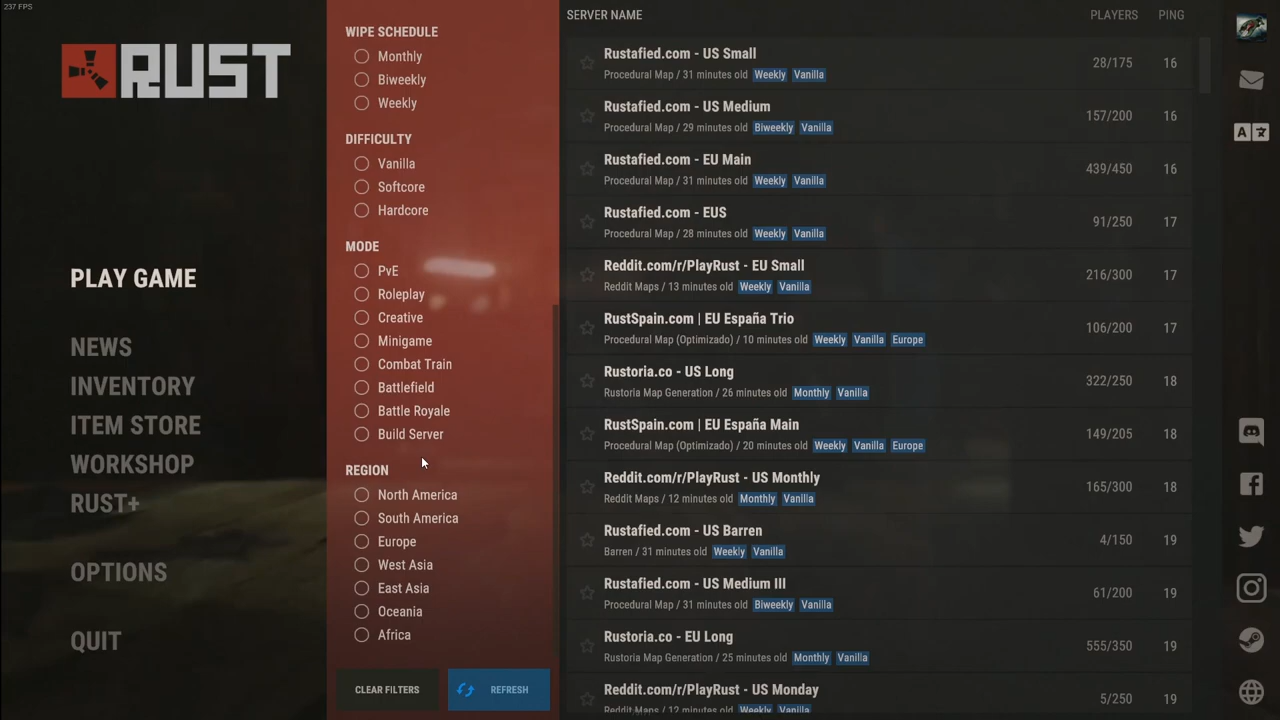 237 FPS
RUST
PLAY GAME
NEWS
INVENTORY
ITEM STORE
WORKSHOP
RUST+
OPTIONS
QUIT
WIPE SCHEDULE
Monthly
Biweekly
Weekly
DIFFICULTY
Vanilla
Softcore
Hardcore
MODE
PvE
Roleplay
Creative
Minigame
Combat Train
Battlefield
Battle Royale
Build Server
REGION
North America
South America
Europe
West Asia
East Asia
Oceania
Africa
CLEAR FILTERS
REFRESH
SERVER NAME PLAYERS PING
Rustafied.com - US Small 28/175 16
Procedural Map / 31 minutes old Weekly Vanilla
Rustafied.com - US Medium 157/200 16
Procedural Map / 29 minutes old Biweekly Vanilla
Rustafied.com - EU Main 439/450 16
Procedural Map / 31 minutes old Weekly Vanilla
Rustafied.com - EUS 91/250 17
Procedural Map / 28 minutes old Weekly Vanilla
Reddit.com/r/PlayRust - EU Small 216/300 17
Reddit Maps / 13 minutes old Weekly Vanilla
RustSpain.com | EU España Trio 106/200 17
Procedural Map (Optimizado) / 10 minutes old Weekly Vanilla Europe
Rustoria.co - US Long 322/250 18
Rustoria Map Generation / 26 minutes old Monthly Vanilla
RustSpain.com | EU España Main 149/205 18
Procedural Map (Optimizado) / 20 minutes old Weekly Vanilla Europe
Reddit.com/r/PlayRust - US Monthly 165/300 18
Reddit Maps / 12 minutes old Monthly Vanilla
Rustafied.com - US Barren 4/150 19
Barren / 31 minutes old Weekly Vanilla
Rustafied.com - US Medium III 61/200 19
Procedural Map / 31 minutes old Biweekly Vanilla
Rustoria.co - EU Long 555/350 19
Rustoria Map Generation / 25 minutes old Monthly Vanilla
Reddit.com/r/PlayRust - US Monday 5/250 19
Reddit Maps / 12 minutes old Weekly Vanilla
A